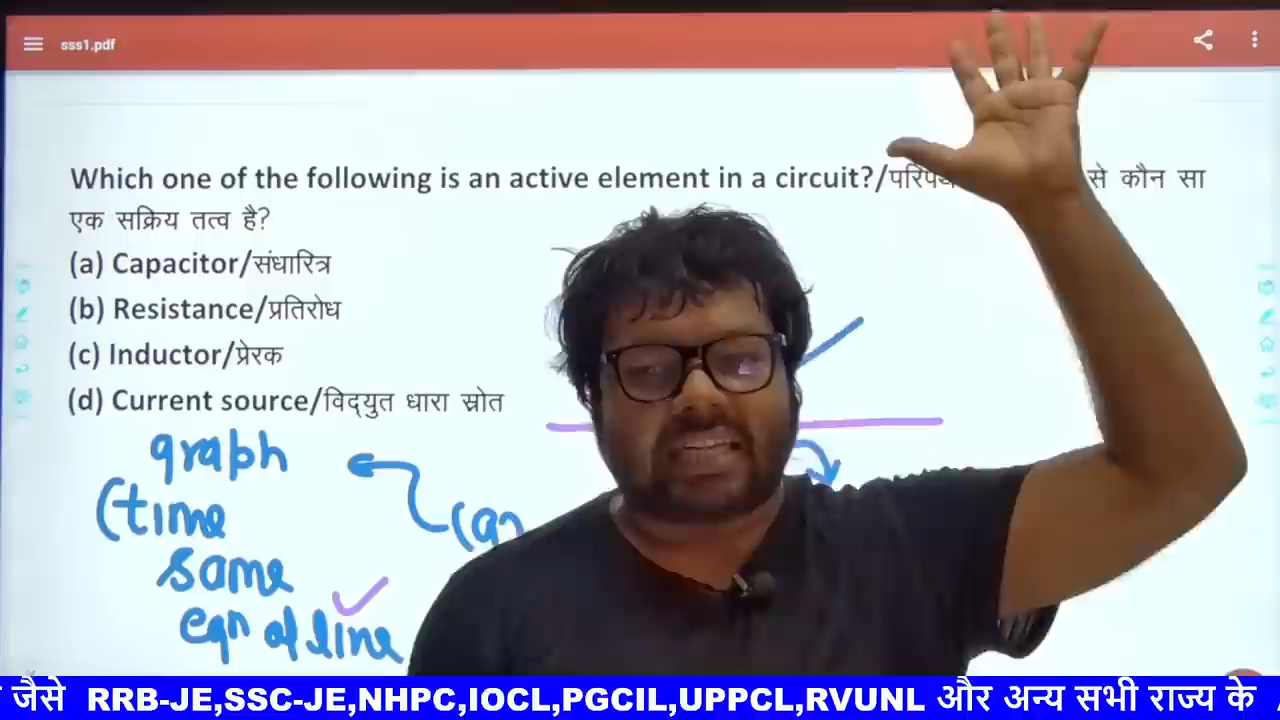 sss1.pdf
Which one of the following is an active element in a circuit?/ से कौन सा
एक सक्रिय तत्व है?
(a) Capacitor/संधारित्र
(b) Resistance/प्रतिरोध
(c) Inductor/प्रेरक
(d) Current source/विद्युत धारा स्रोत
graph
(time
same
eqn of line
जैसे RRB-JE,SSC-JE,NHPC,IOCL,PGCIL,UPPCL,RVUNL और अन्य सभी राज्य के